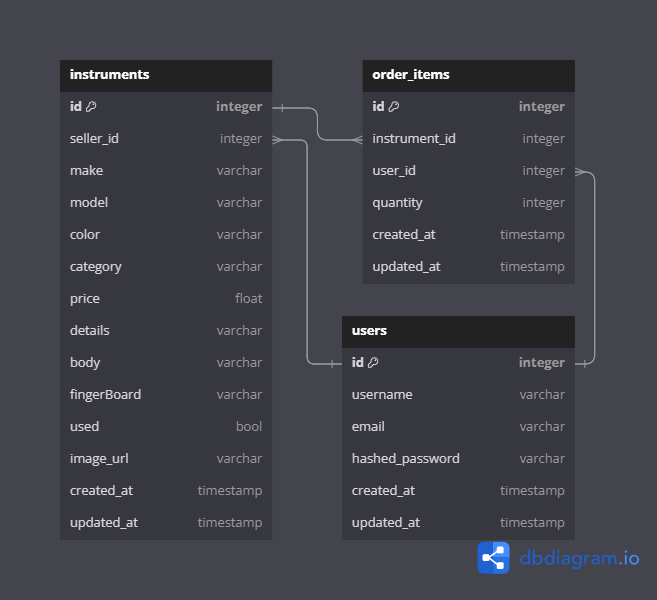 instruments
id integer
seller_id integer
make varchar
model varchar
color varchar
category varchar
price float
details varchar
body varchar
fingerBoard varchar
used bool
image_url varchar
created_at timestamp
updated_at timestamp
order_items
id integer
instrument_id integer
user_id integer
quantity integer
created_at timestamp
updated_at timestamp
users
id integer
username varchar
email varchar
hashed_password varchar
created_at timestamp
updated_at timestamp
dbdiagram.io